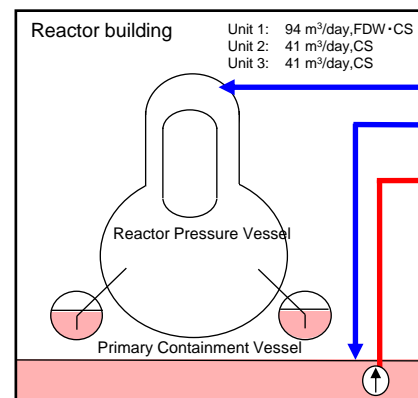 Reactor building
Unit 1: 94 m³/day,FDW・CS
Unit 2: 41 m³/day,CS
Unit 3: 41 m³/day,CS
Reactor Pressure Vessel
Primary Containment Vessel